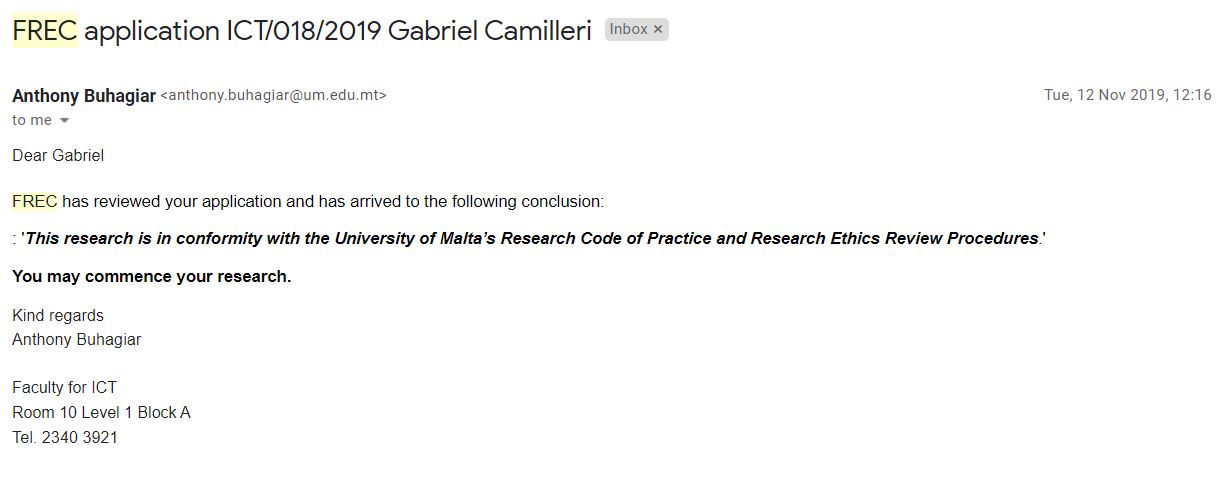 FREC application ICT/018/2019 Gabriel Camilleri Inbox ×
Anthony Buhagiar <anthony.buhagiar@um.edu.mt> Tue, 12 Nov 2019, 12:16
to me
Dear Gabriel
FREC has reviewed your application and has arrived to the following conclusion:
: 'This research is in conformity with the University of Malta’s Research Code of Practice and Research Ethics Review Procedures.'
You may commence your research.
Kind regards
Anthony Buhagiar
Faculty for ICT
Room 10 Level 1 Block A
Tel. 2340 3921